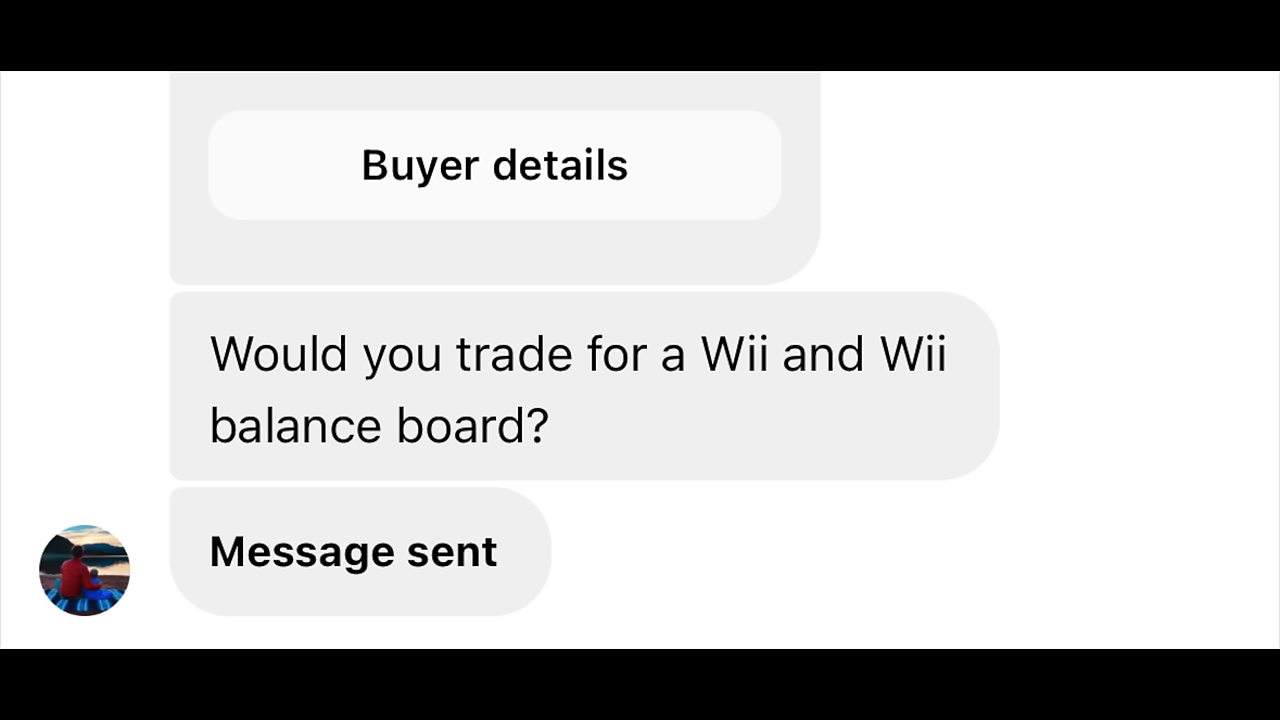 Buyer details
Would you trade for a Wii and Wii
balance board?
Message sent